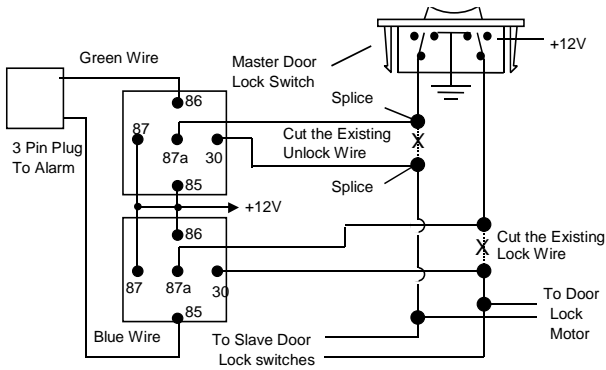 +12V
Master Door
Lock Switch
Green Wire
Splice
86
87
87a
30
3 Pin Plug
To Alarm
Cut the Existing
Unlock Wire
X
85
Splice
+12V
86
Cut the Existing
Lock Wire
X
87
87a
30
85
To Door
Lock
Motor
Blue Wire
To Slave Door
Lock switches